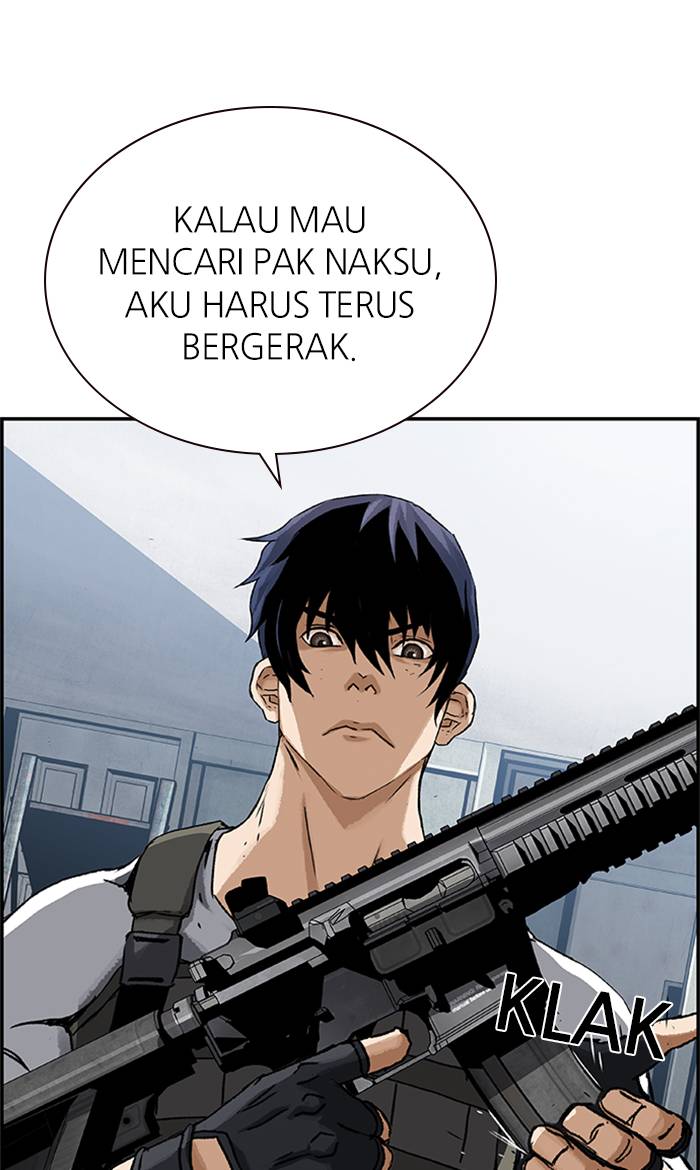 KALAU MAU
MENCARI PAK NAKSU,
AKU HARUS TERUS
BERGERAK.
KLAK